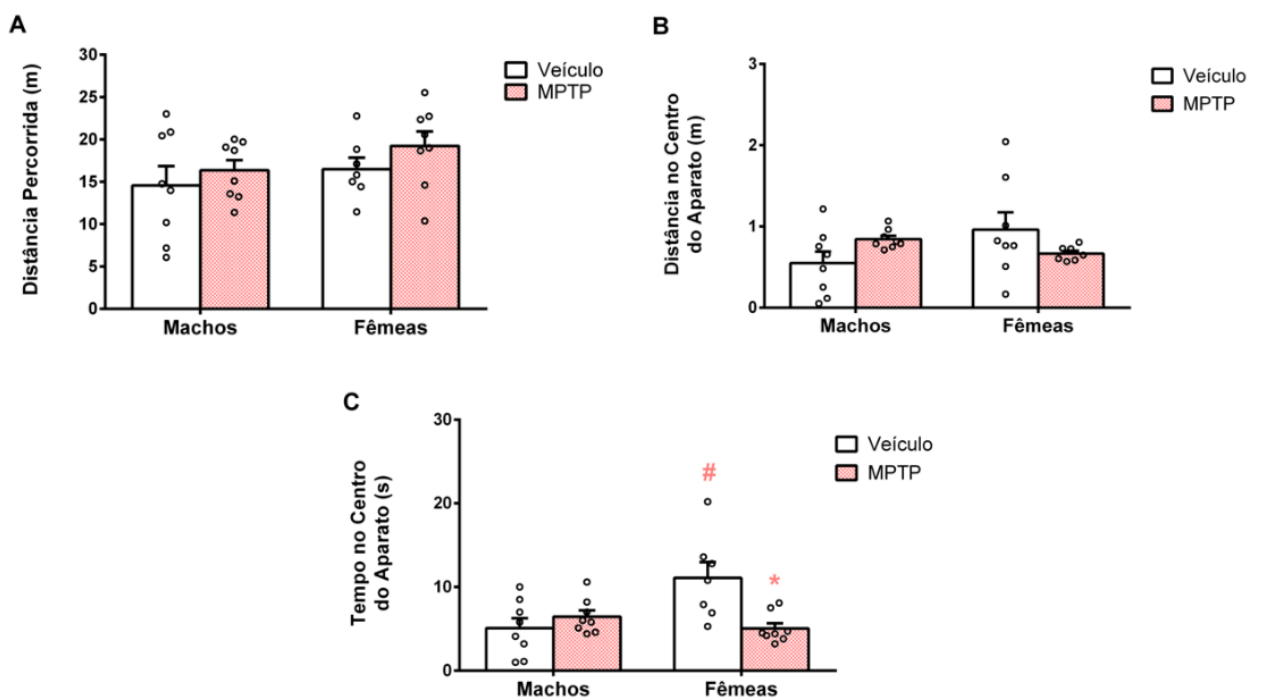 A
Distância Percorrida (m)
30
25
20
15
10
5
0
Machos
Fêmeas
Veículo
MPTP
B
Distância no Centro
do Aparato (m)
3
2
1
0
Machos
Fêmeas
Veículo
MPTP
C
Tempo no Centro
do Aparato (s)
30
20
10
0
#
*
Machos
Fêmeas
Veículo
MPTP